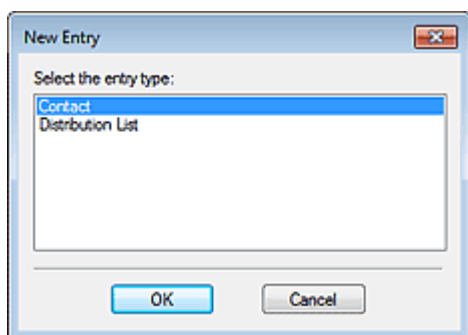 New Entry
Select the entry type:
Contact
Distribution List
OK
Cancel